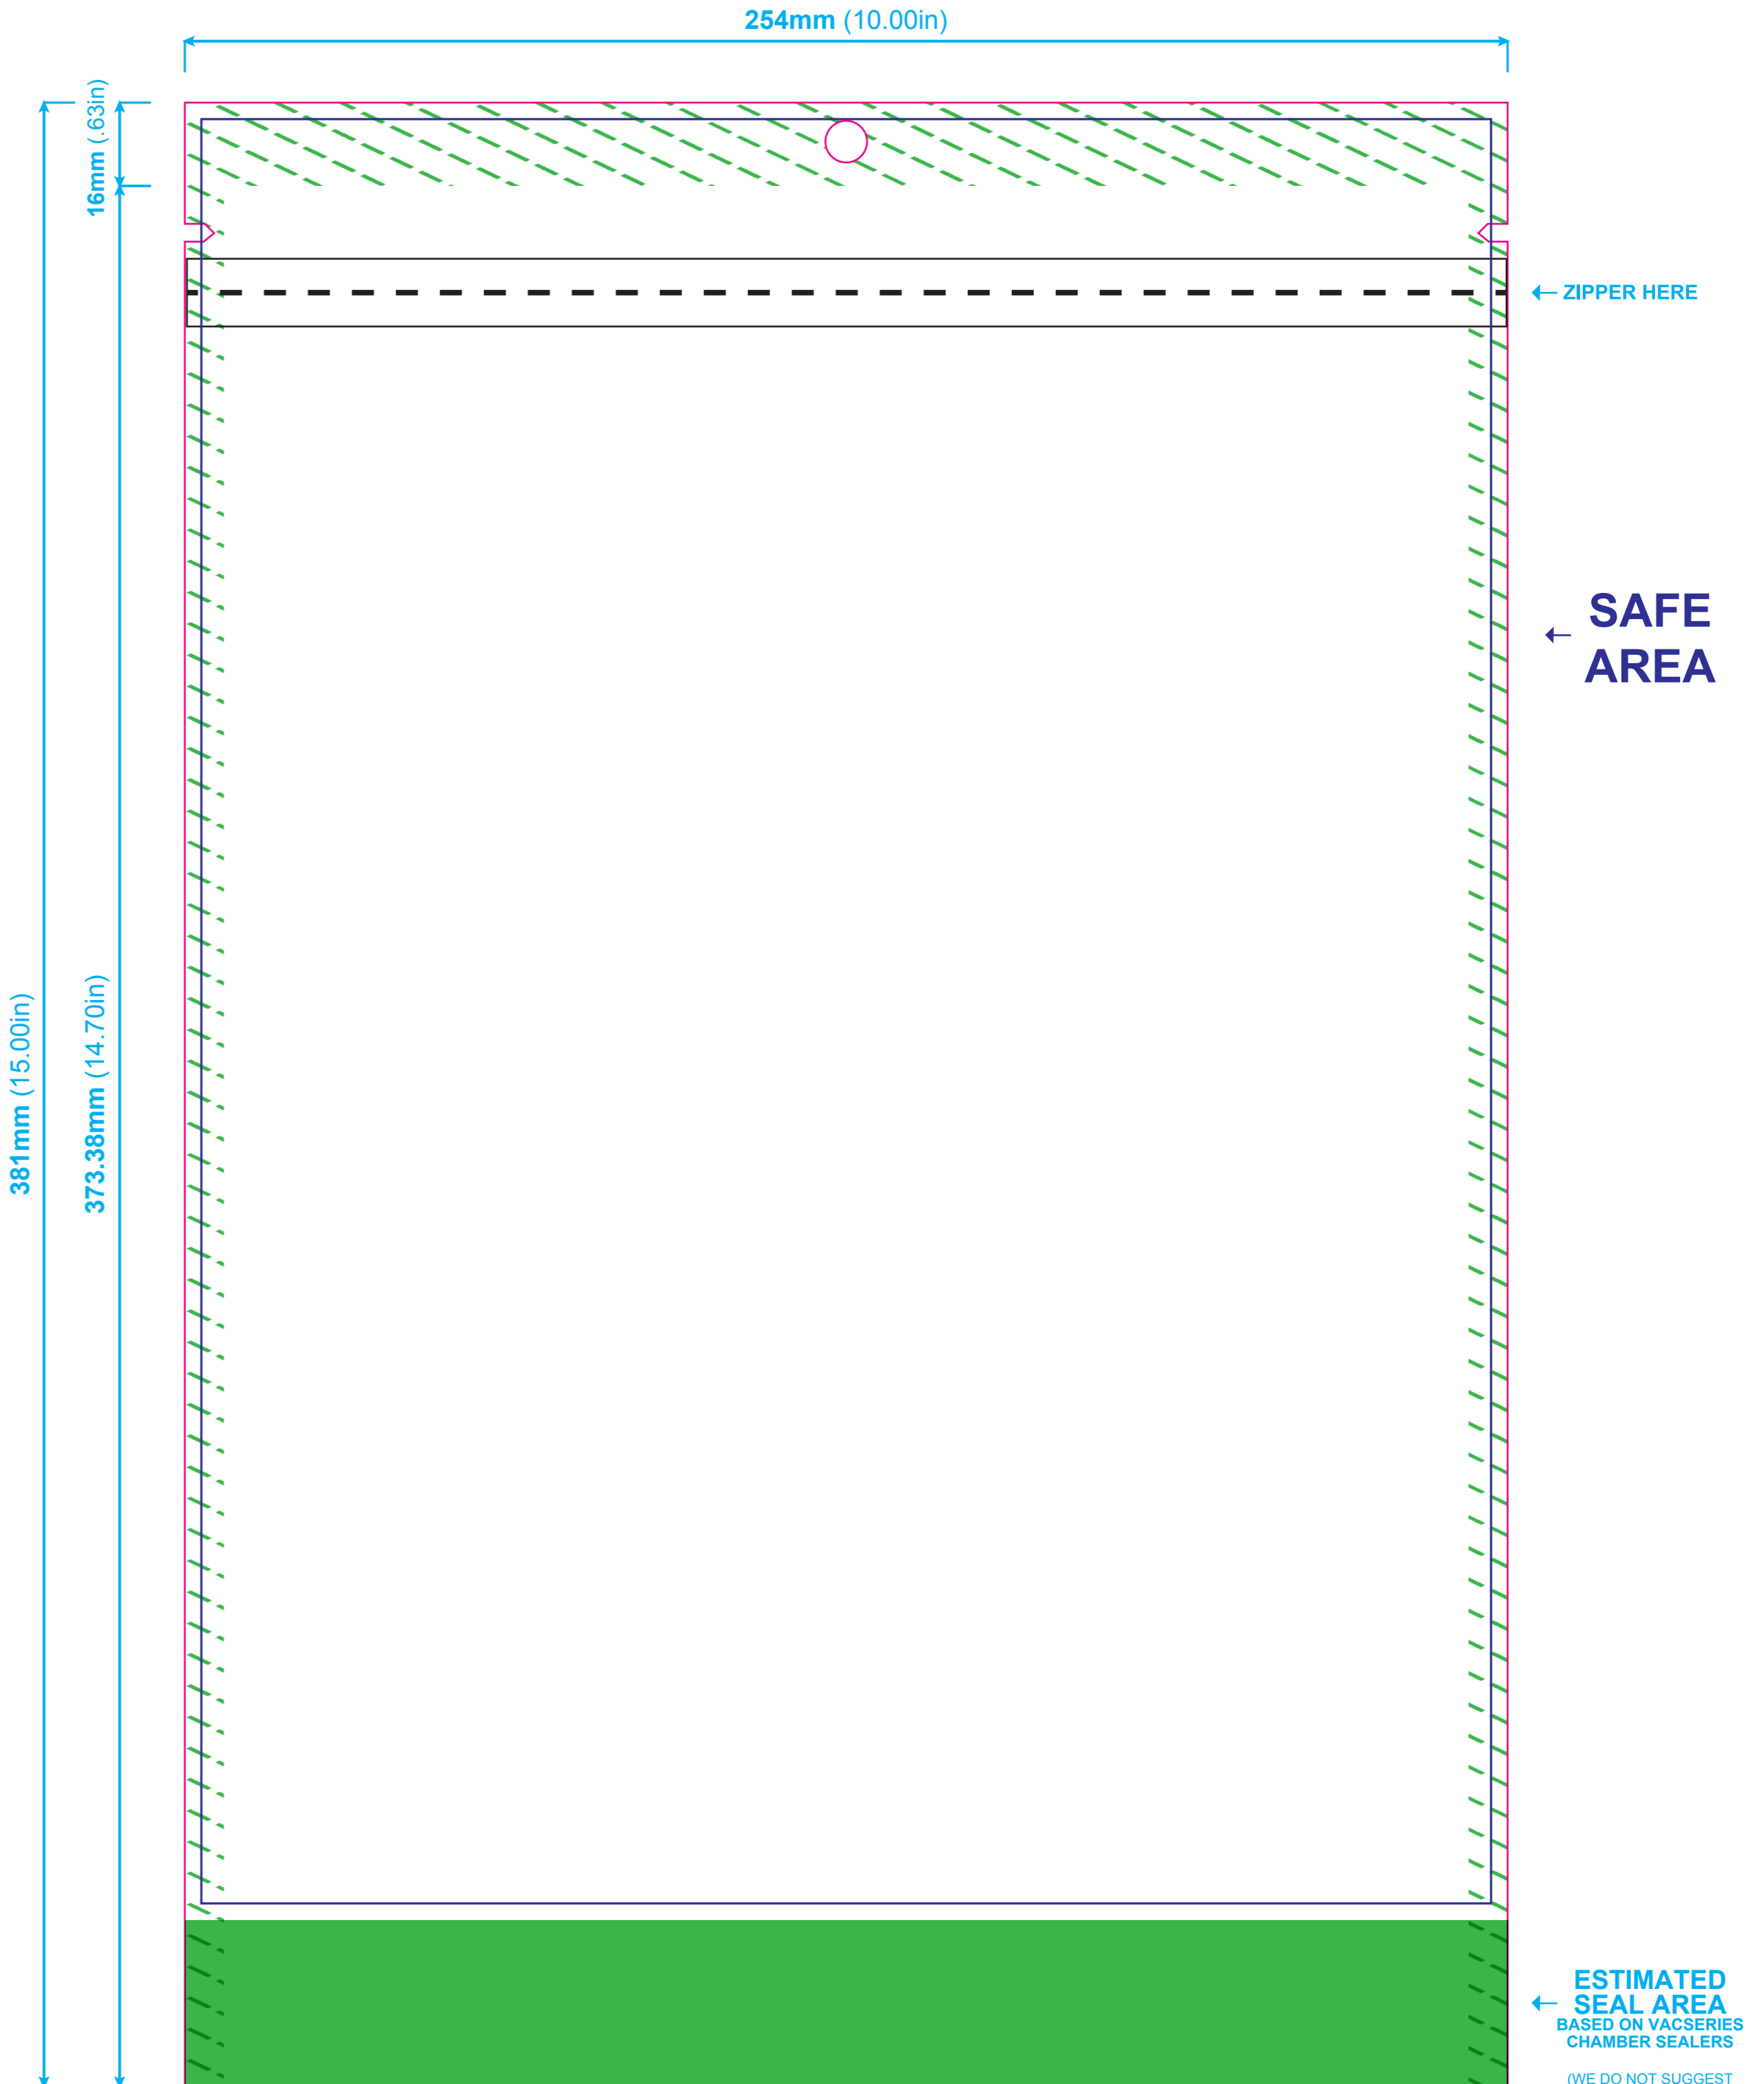 254mm (10.00in)
16mm (.63in)
381mm (15.00in)
373.38mm (14.70in)
ZIPPER HERE
SAFE
AREA
ESTIMATED
SEAL AREA
BASED ON VACSERIES
CHAMBER SEALERS
(WE DO NOT SUGGEST